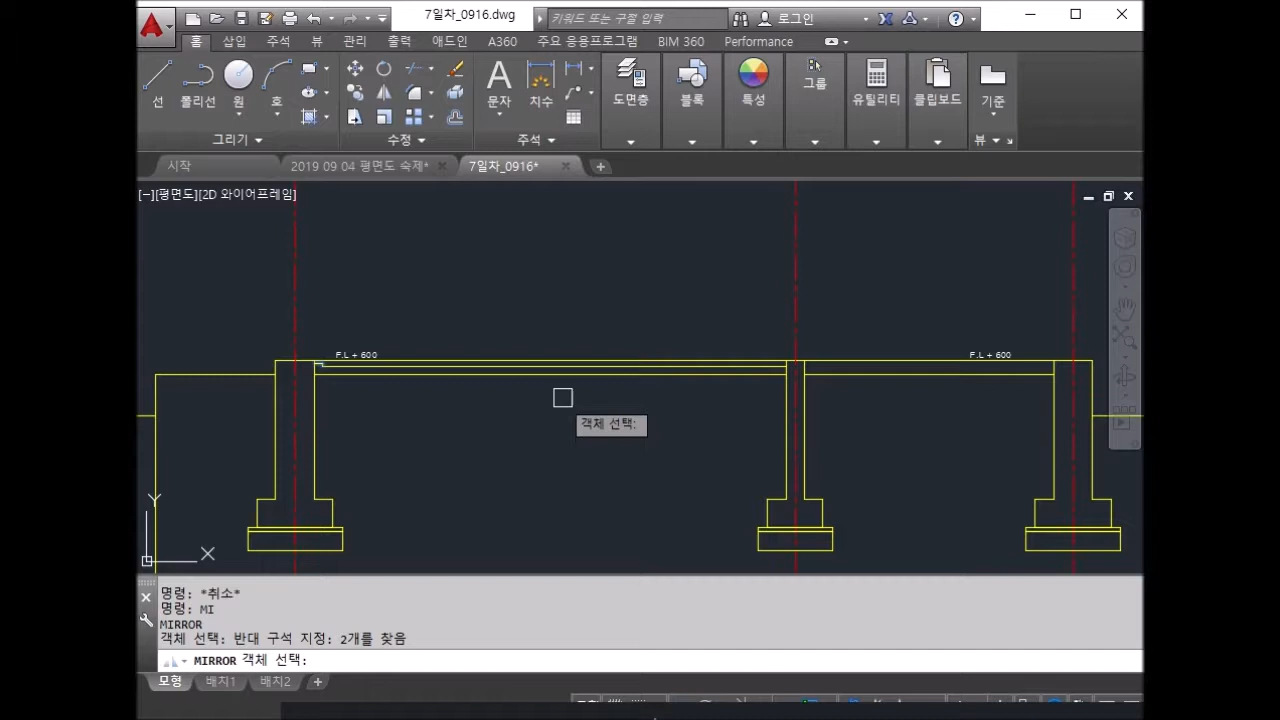 7일차_0916.dwg
키워드 또는 구절 입력
로그인
홈 삽입 주석 뷰 관리 출력 애드인 A360 주요 응용프로그램 BIM 360 Performance
선 폴리선 원 호 문자 치수 도면층 블록 특성 그룹 유틸리티 클립보드 기준
그리기 수정 주석 뷰
시작 2019 09 04 평면도 숙제* 7일차_0916*
[−][평면도][2D 와이어프레임]
F.L + 600 F.L + 600
객체 선택:
Y
X
명령: *취소*
명령: MI
MIRROR
객체 선택: 반대 구석 지정: 2개를 찾음
MIRROR 객체 선택:
모형 배치1 배치2